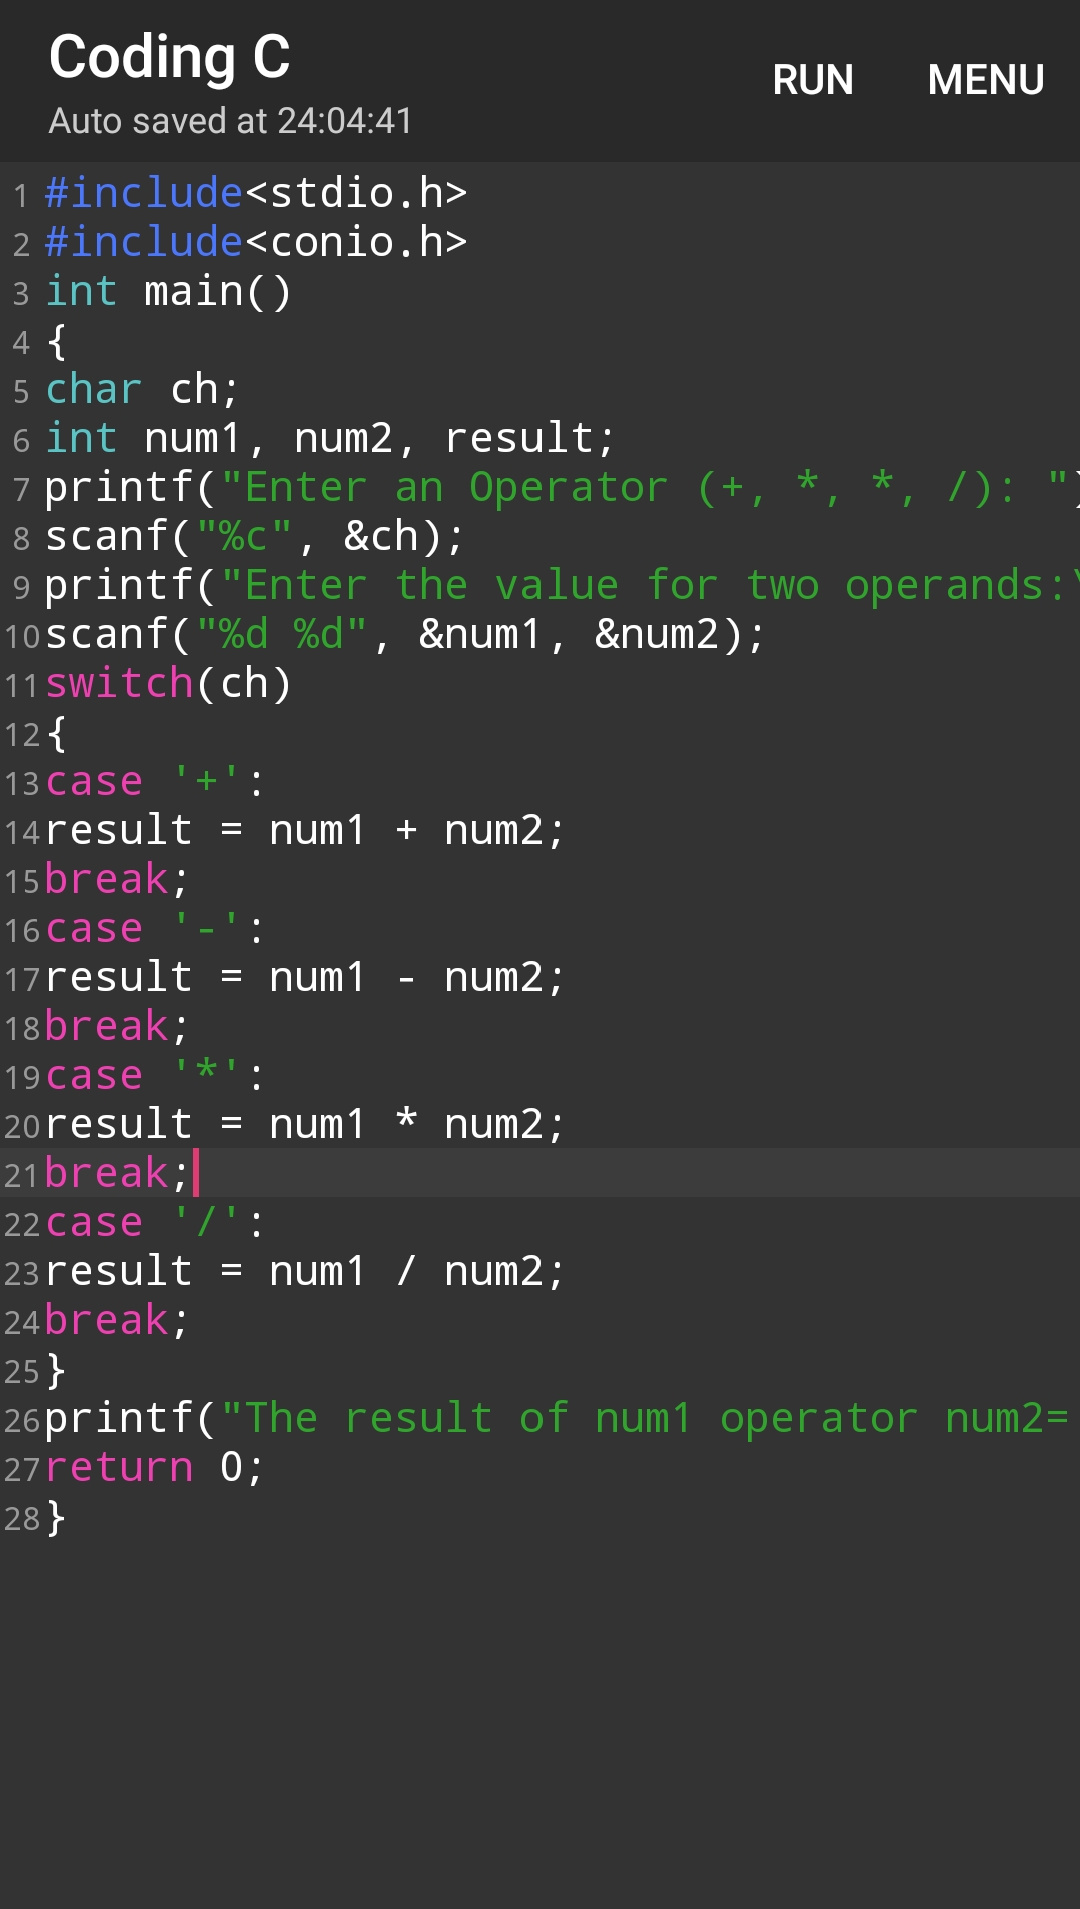 Coding C
RUN MENU
Auto saved at 24:04:41
1 #include<stdio.h>
2 #include<conio.h>
3 int main()
4 {
5 char ch;
6 int num1, num2, result;
7 printf("Enter an Operator (+, *, *, /): ")
8 scanf("%c", &ch);
9 printf("Enter the value for two operands:\
10 scanf("%d %d", &num1, &num2);
11 switch(ch)
12 {
13 case '+':
14 result = num1 + num2;
15 break;
16 case '-':
17 result = num1 - num2;
18 break;
19 case '*':
20 result = num1 * num2;
21 break;
22 case '/':
23 result = num1 / num2;
24 break;
25 }
26 printf("The result of num1 operator num2=
27 return 0;
28 }